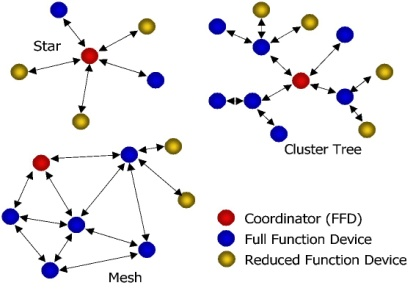 Star
Cluster Tree
Mesh
Coordinator (FFD)
Full Function Device
Reduced Function Device